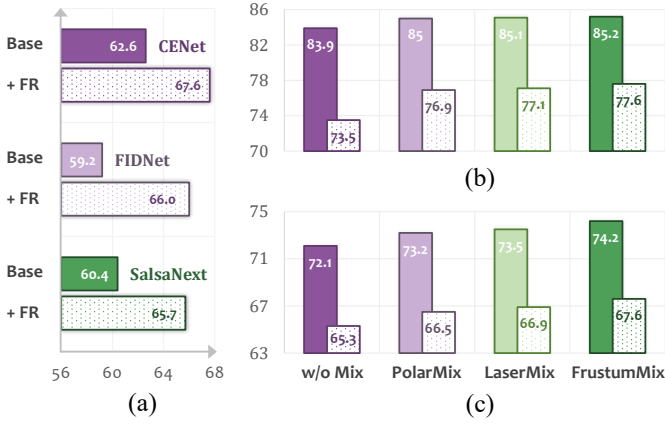 Base 62.6 CENet
+ FR 67.6
Base 59.2 FIDNet
+ FR 66.0
Base 60.4 SalsaNext
+ FR 65.7
56 60 64 68
(a)
86
82
78
74
70
83.9 73.5 85 76.9 85.1 77.1 85.2 77.6
(b)
75
71
67
63
72.1 65.3 73.2 66.5 73.5 66.9 74.2 67.6
w/o Mix PolarMix LaserMix FrustumMix
(c)